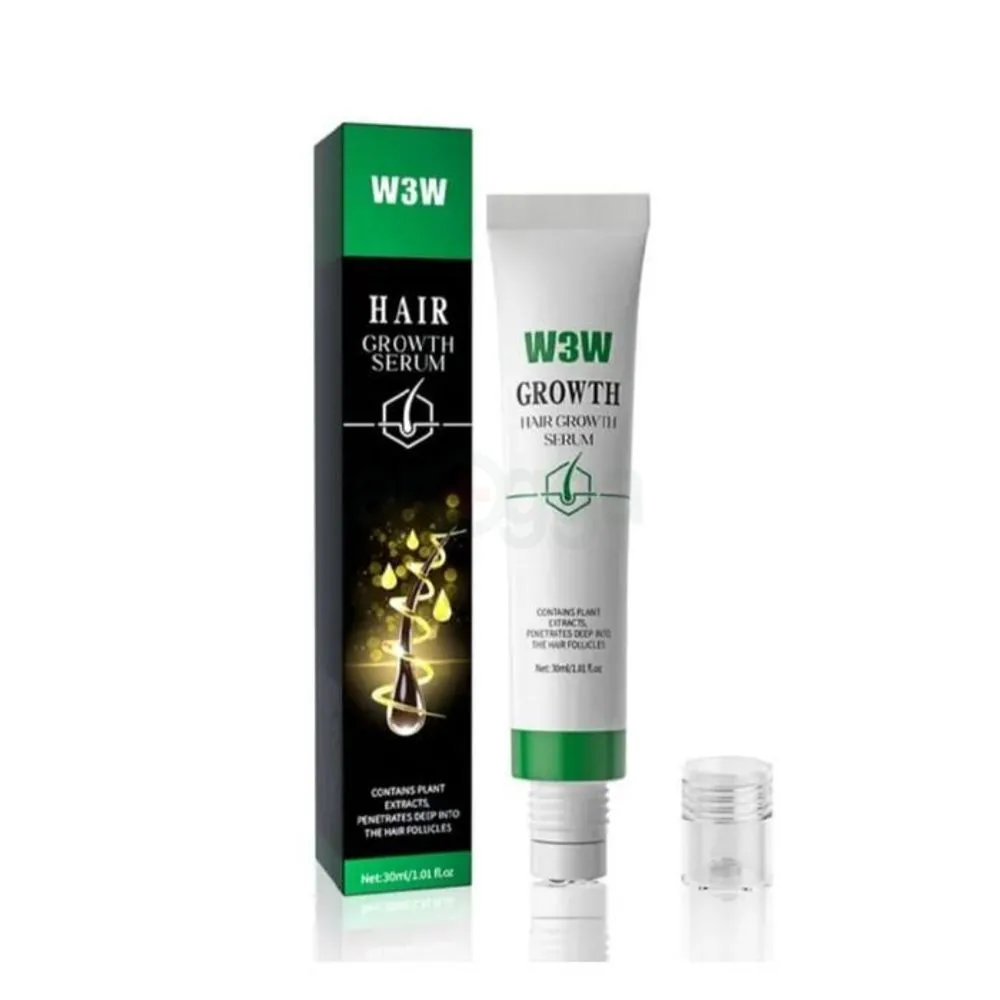 W3W
HAIR
GROWTH
SERUM
CONTAINS PLANT
EXTRACTS,
PENETRATES DEEP INTO
THE HAIR FOLLICLES
Net:30ml/1.01 fl.oz
W3W
GROWTH
HAIR GROWTH
SERUM
CONTAINS PLANT
EXTRACTS,
PENETRATES DEEP INTO
THE HAIR FOLLICLES
Net: 30ml/1.01 fl.oz